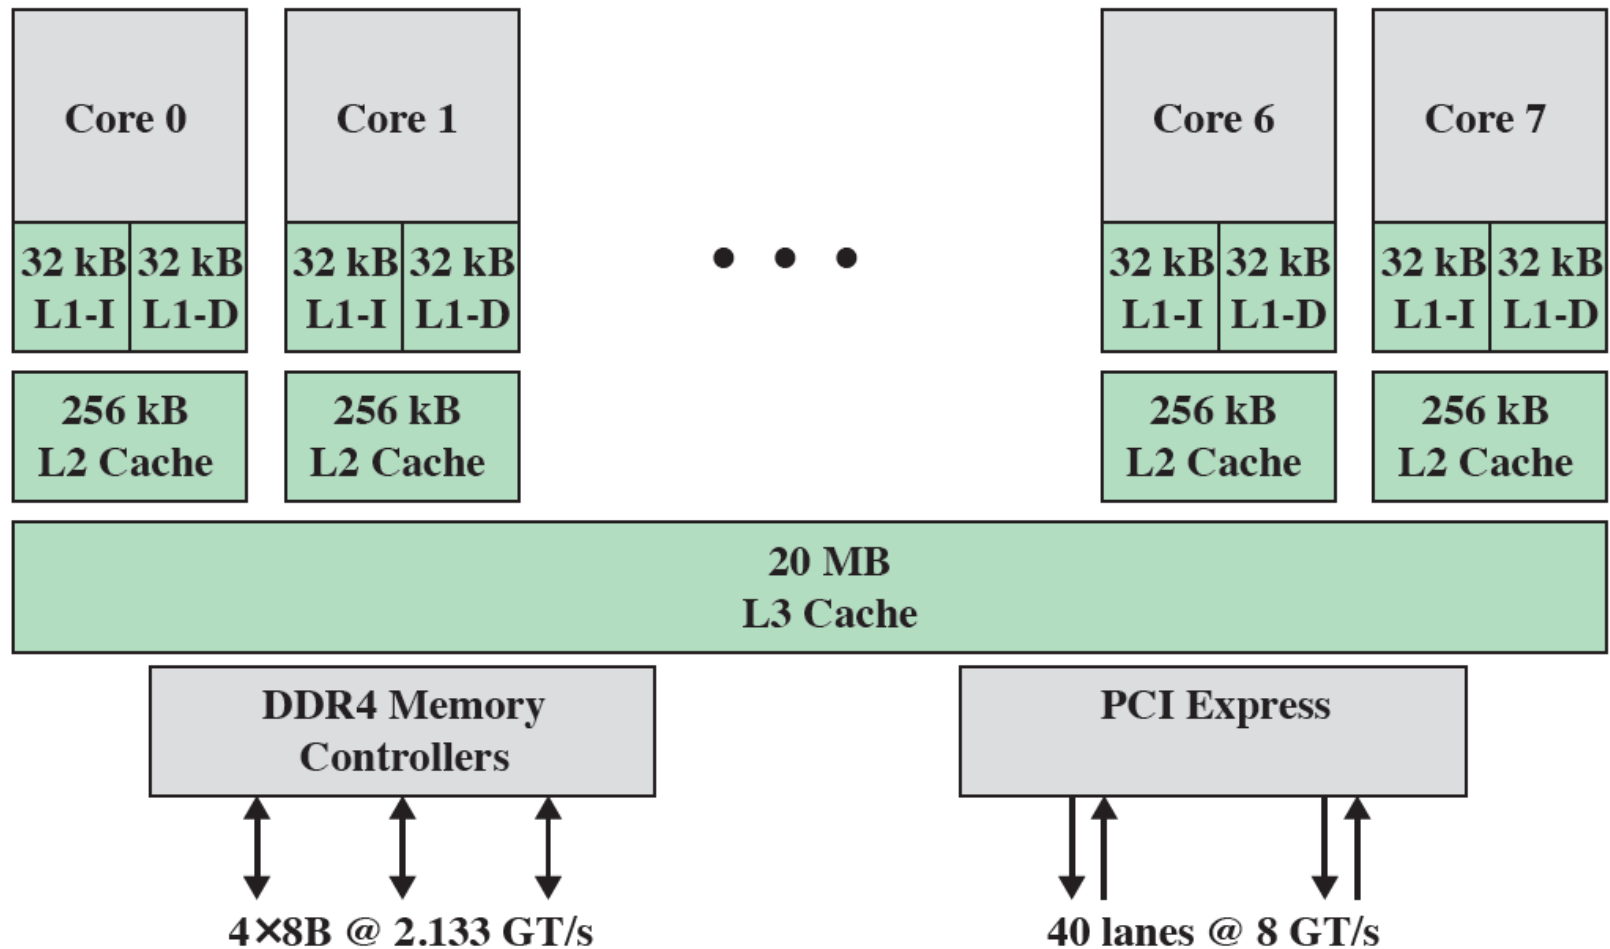 Core 0
Core 1
Core 6
Core 7
32 kB
L1-I
32 kB
L1-D
32 kB
L1-I
32 kB
L1-D
32 kB
L1-I
32 kB
L1-D
32 kB
L1-I
32 kB
L1-D
256 kB
L2 Cache
256 kB
L2 Cache
256 kB
L2 Cache
256 kB
L2 Cache
20 MB
L3 Cache
DDR4 Memory
Controllers
PCI Express
4×8B @ 2.133 GT/s
40 lanes @ 8 GT/s